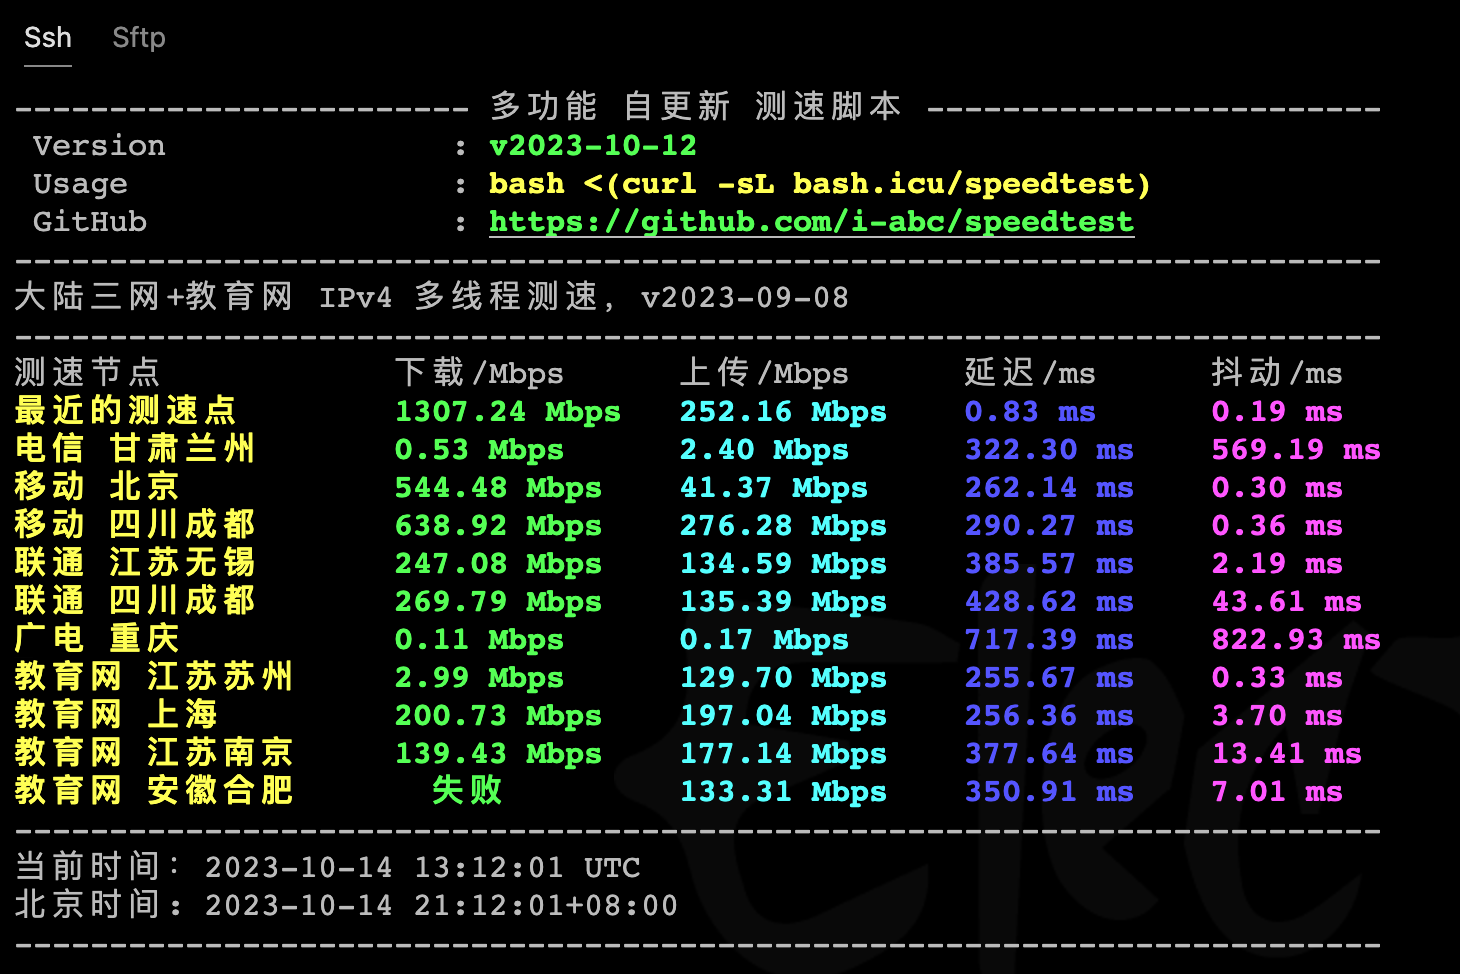 Ssh Sftp
------------------------ 多功能 自更新 测速脚本 ------------------------
Version : v2023-10-12
Usage : bash <(curl -sL bash.icu/speedtest)
GitHub : https://github.com/i-abc/speedtest
------------------------------------------------------------------------
大陆三网+教育网 IPv4 多线程测速，v2023-09-08
------------------------------------------------------------------------
测速节点 下载/Mbps 上传/Mbps 延迟/ms 抖动/ms
最近的测速点 1307.24 Mbps 252.16 Mbps 0.83 ms 0.19 ms
电信 甘肃兰州 0.53 Mbps 2.40 Mbps 322.30 ms 569.19 ms
移动 北京 544.48 Mbps 41.37 Mbps 262.14 ms 0.30 ms
移动 四川成都 638.92 Mbps 276.28 Mbps 290.27 ms 0.36 ms
联通 江苏无锡 247.08 Mbps 134.59 Mbps 385.57 ms 2.19 ms
联通 四川成都 269.79 Mbps 135.39 Mbps 428.62 ms 43.61 ms
广电 重庆 0.11 Mbps 0.17 Mbps 717.39 ms 822.93 ms
教育网 江苏苏州 2.99 Mbps 129.70 Mbps 255.67 ms 0.33 ms
教育网 上海 200.73 Mbps 197.04 Mbps 256.36 ms 3.70 ms
教育网 江苏南京 139.43 Mbps 177.14 Mbps 377.64 ms 13.41 ms
教育网 安徽合肥 失败 133.31 Mbps 350.91 ms 7.01 ms
------------------------------------------------------------------------
当前时间：2023-10-14 13:12:01 UTC
北京时间: 2023-10-14 21:12:01+08:00
------------------------------------------------------------------------